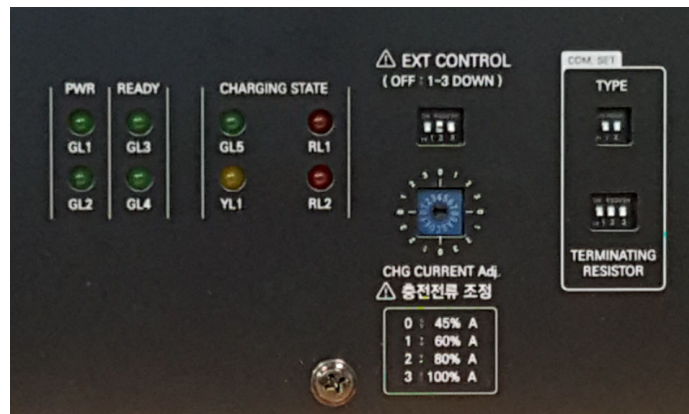 ⚠ EXT CONTROL
( OFF : 1~3 DOWN )
COM. SET
PWR READY CHARGING STATE
TYPE
GL1 GL3 GL5 RL1
GL2 GL4 YL1 RL2
CHG CURRENT Adj.
⚠ 충전전류 조정
TERMINATING
RESISTOR
0 : 45% A
1 : 60% A
2 : 80% A
3 : 100% A